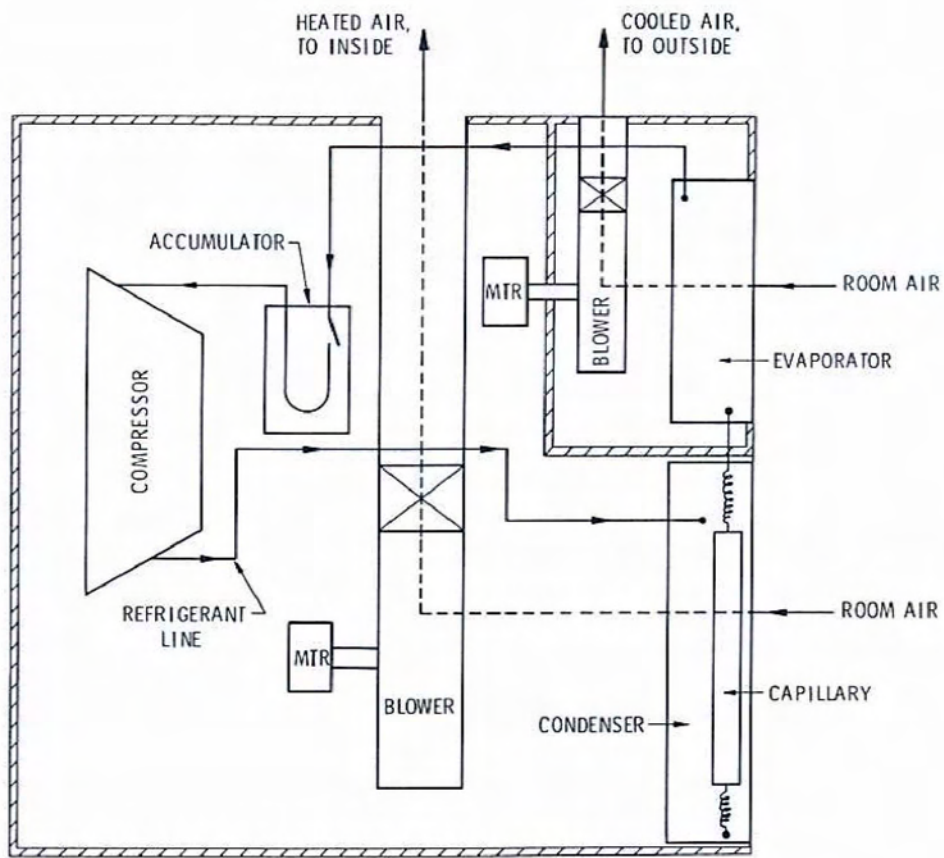 HEATED AIR,
TO INSIDE
COOLED AIR,
TO OUTSIDE
ACCUMULATOR
MTR
BLOWER
ROOM AIR
EVAPORATOR
COMPRESSOR
REFRIGERANT
LINE
MTR
BLOWER
ROOM AIR
CAPILLARY
CONDENSER